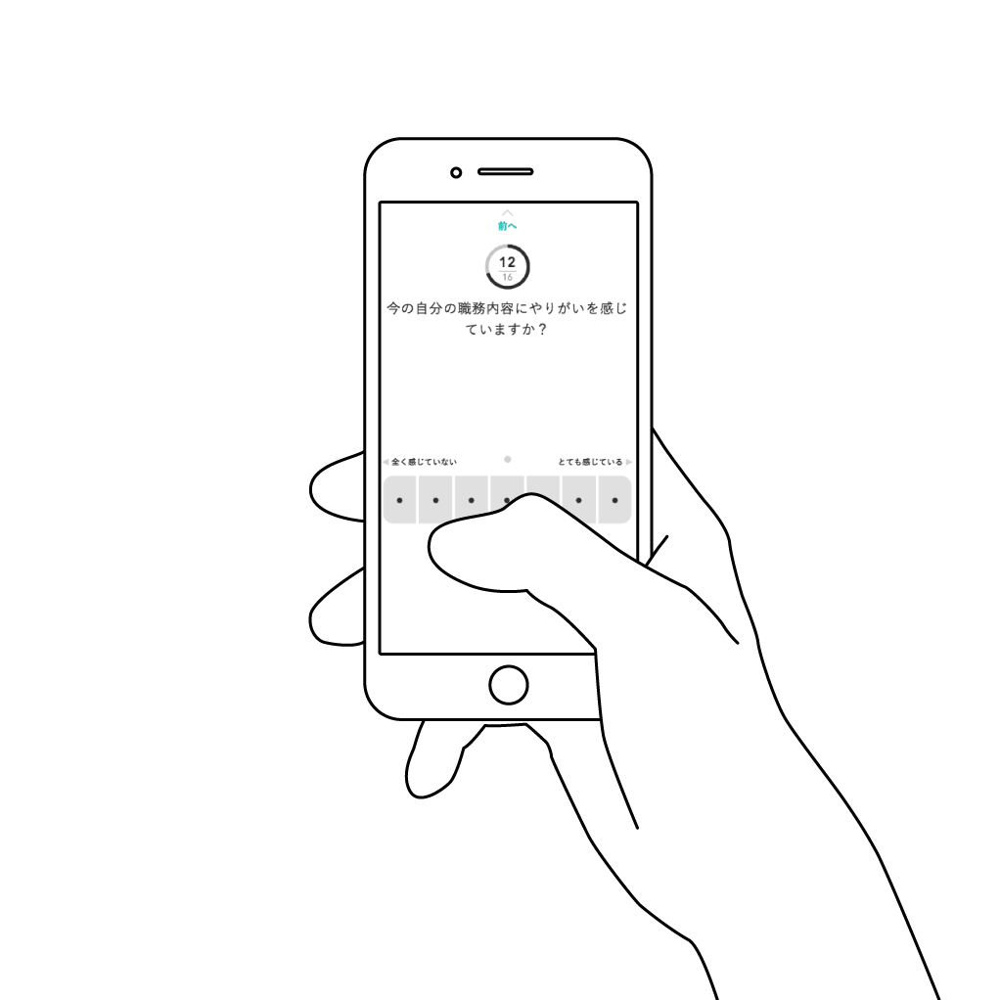 前へ
12
16
今の自分の職務内容にやりがいを感じ
ていますか？
全く感じていない
とても感じている